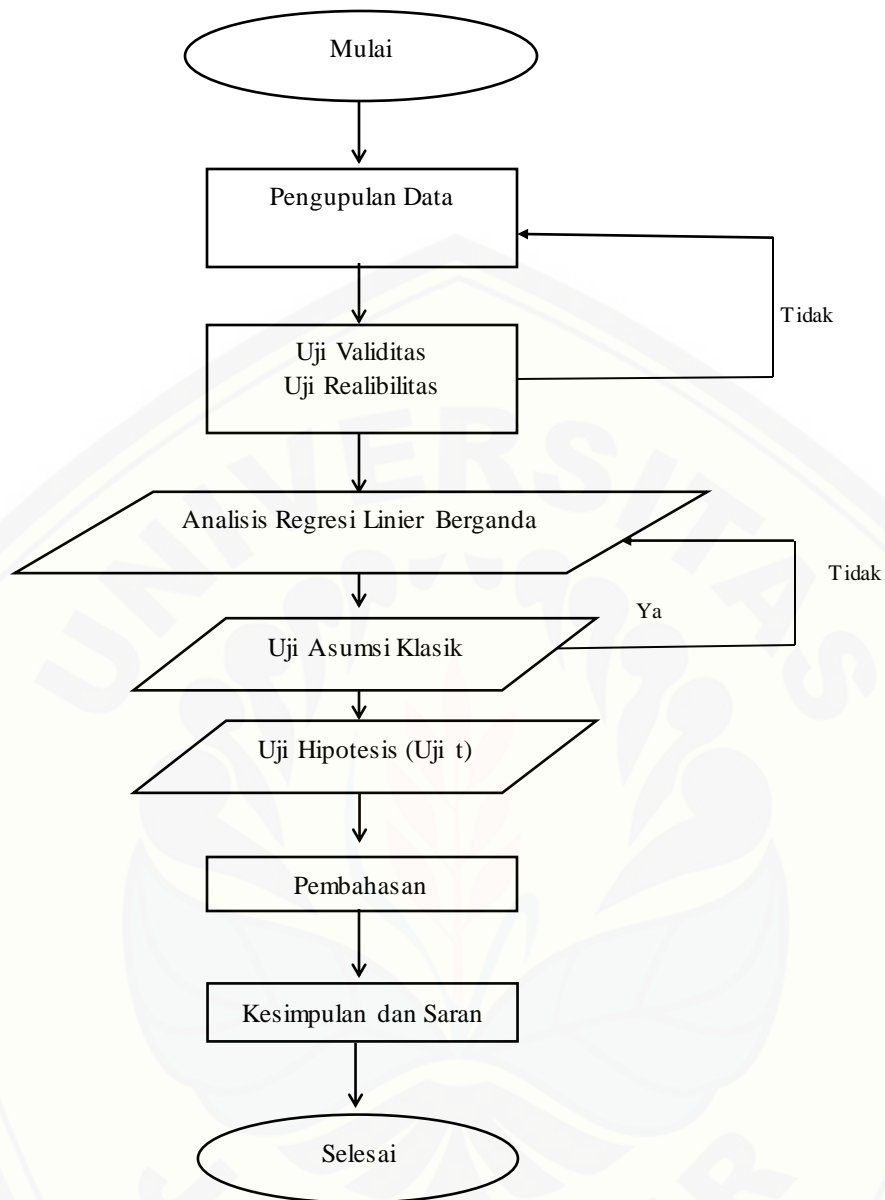 Mulai
Pengupulan Data
Tidak
Uji Validitas
Uji Realibilitas
Analisis Regresi Linier Berganda
Tidak
Ya
Uji Asumsi Klasik
Uji Hipotesis (Uji t)
Pembahasan
Kesimpulan dan Saran
Selesai
UNIVERSITAS